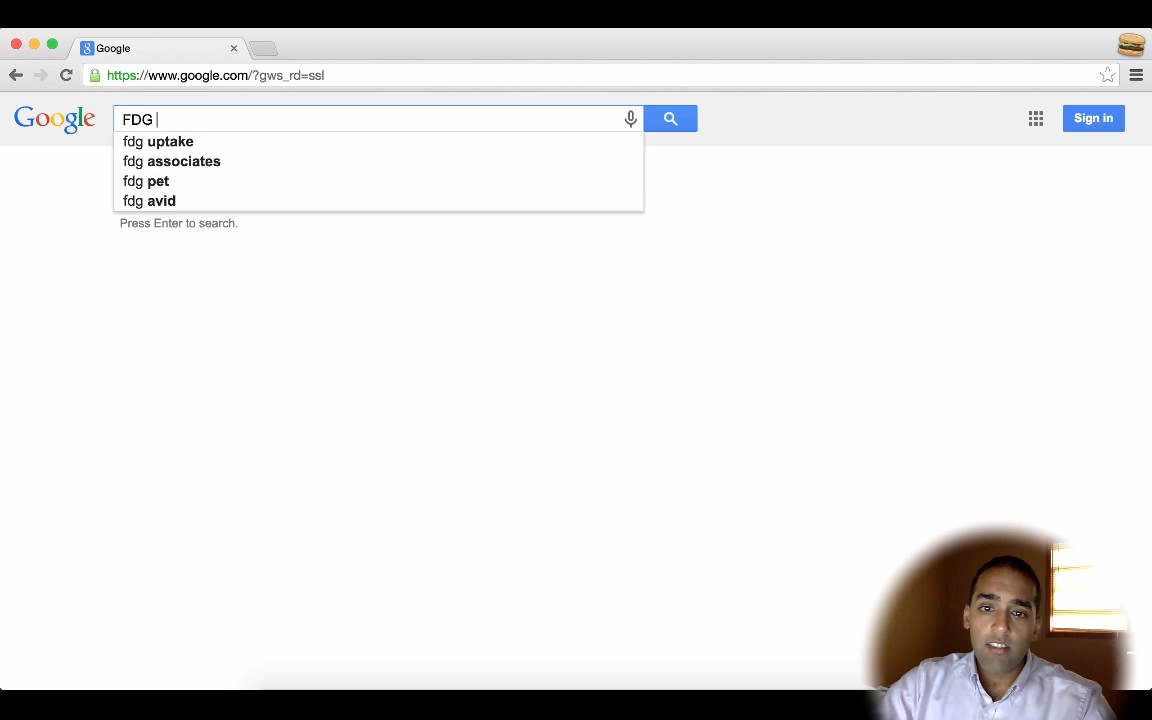 Google
https://www.google.com/?gws_rd=ssl
Google
FDG
Sign in
fdg uptake
fdg associates
fdg pet
fdg avid
Press Enter to search.